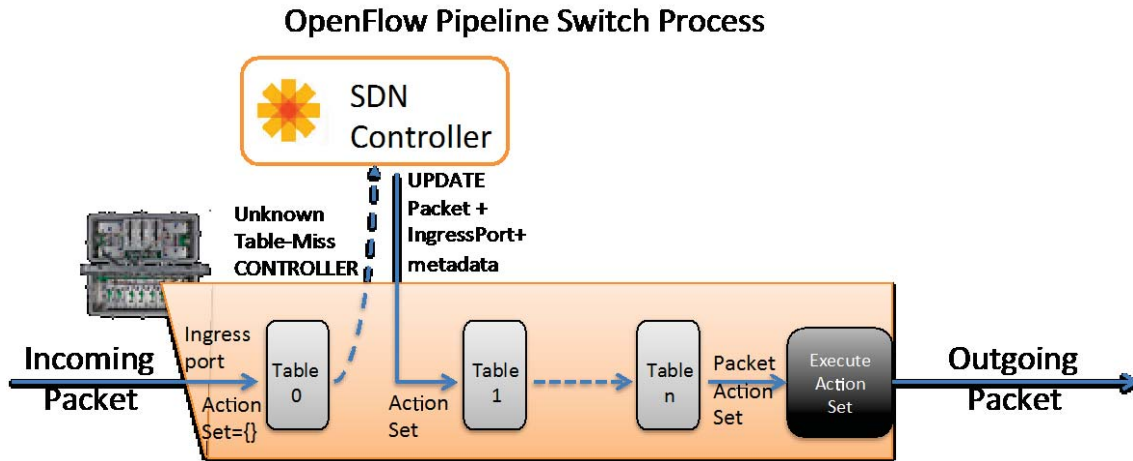 OpenFlow Pipeline Switch Process
SDN
Controller
Unknown
Table-Miss
CONTROLLER
UPDATE
Packet +
IngressPort+
metadata
Incoming
Packet
Ingress
port
Action
Set={}
Table
0
Action
Set
Table
1
Table
n
Packet
Action
Set
Execute
Action
Set
Outgoing
Packet